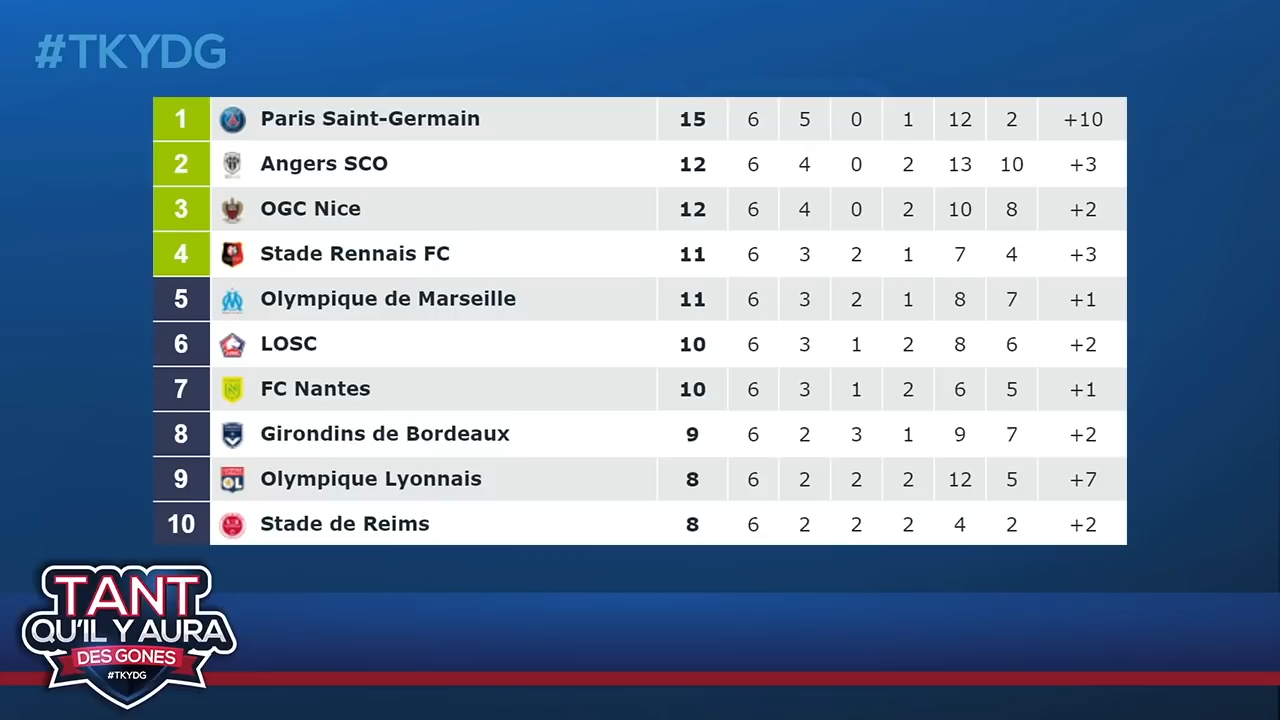 #TKYDG
1 Paris Saint-Germain 15 6 5 0 1 12 2 +10
2 Angers SCO 12 6 4 0 2 13 10 +3
3 OGC Nice 12 6 4 0 2 10 8 +2
4 Stade Rennais FC 11 6 3 2 1 7 4 +3
5 Olympique de Marseille 11 6 3 2 1 8 7 +1
6 LOSC 10 6 3 1 2 8 6 +2
7 FC Nantes 10 6 3 1 2 6 5 +1
8 Girondins de Bordeaux 9 6 2 3 1 9 7 +2
9 Olympique Lyonnais 8 6 2 2 2 12 5 +7
10 Stade de Reims 8 6 2 2 2 4 2 +2
TANT
QU'IL Y AURA
DES GONES
#TKYDG